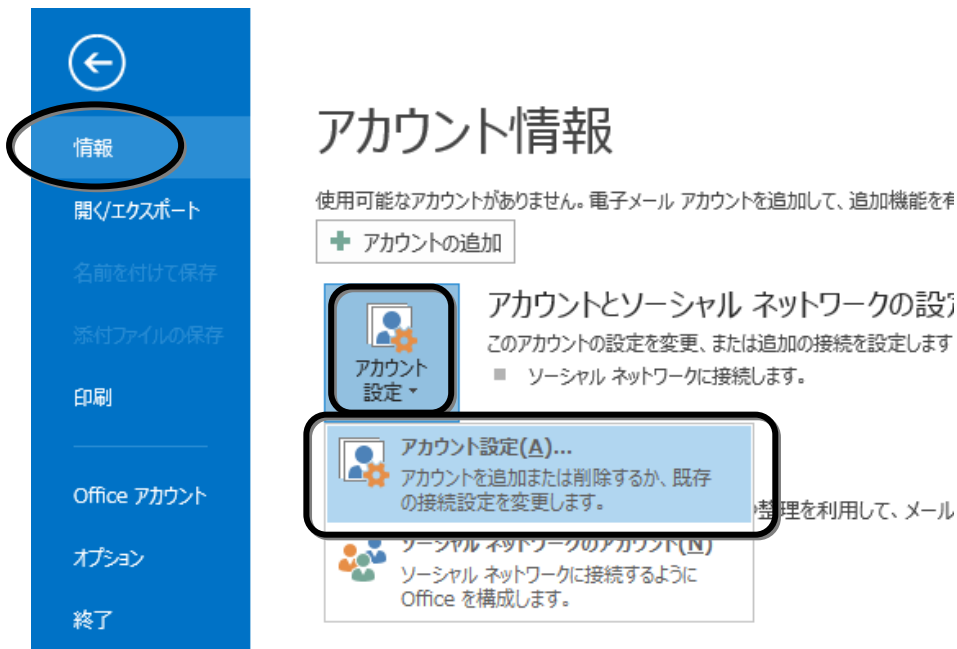 情報
開く/エクスポート
名前を付けて保存
添付ファイルの保存
印刷
Office アカウント
オプション
終了
アカウント情報
使用可能なアカウントがありません。電子メール アカウントを追加して、追加機能を有
アカウントの追加
アカウント
設定
アカウントとソーシャル ネットワークの設定
このアカウントの設定を変更、または追加の接続を設定します
ソーシャル ネットワークに接続します。
アカウント設定(A)...
アカウントを追加または削除するか、既存
の接続設定を変更します。
整理を利用して、メール
ソーシャル ネットワークのアカウント(N)
ソーシャル ネットワークに接続するように
Office を構成します。